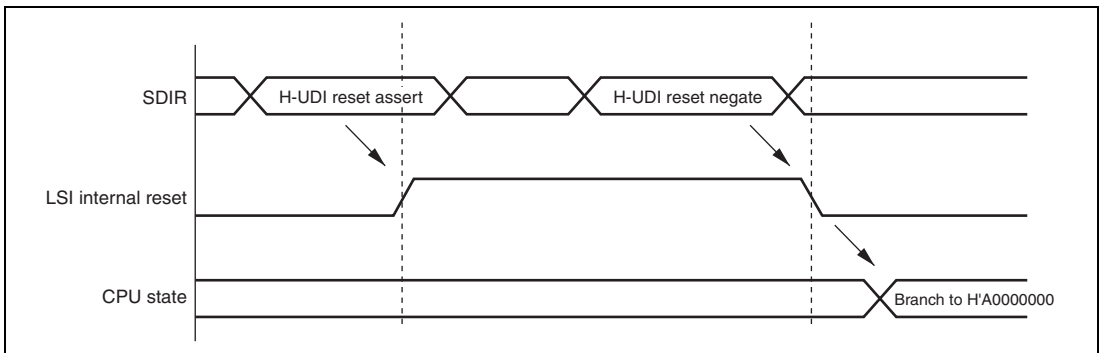 SDIR
H-UDI reset assert
H-UDI reset negate
LSI internal reset
CPU state
Branch to H'A0000000